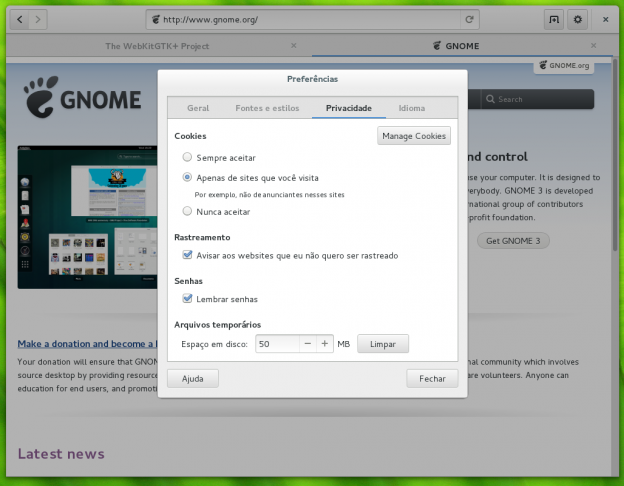 http://www.gnome.org/
The WebKitGTK+ Project
GNOME
GNOME.org
GNOME
Search
Preferências
Geral
Fontes e estilos
Privacidade
Idioma
Cookies
Manage Cookies
Sempre aceitar
Apenas de sites que você visita
Por exemplo, não de anunciantes nesses sites
Nunca aceitar
Rastreamento
Avisar aos websites que eu não quero ser rastreado
Senhas
Lembrar senhas
Arquivos temporários
Espaço em disco: 50 MB Limpar
Ajuda
Fechar
nd control
use your computer. It is designed to
verybody. GNOME 3 is developed
national group of contributors
profit foundation.
Get GNOME 3
Make a donation and become a
Your donation will ensure that GNOM nal community which involves
source desktop by providing resourc are volunteers. Anyone can
education for end users, and promoti
Latest news